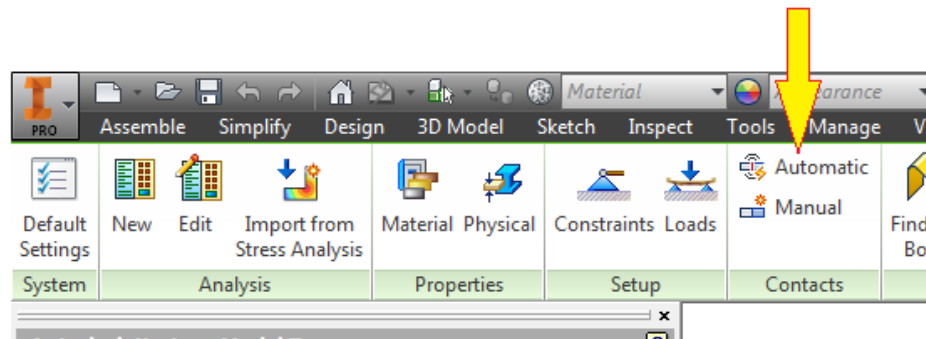 Material
PRO
Assemble Simplify Design 3D Model Sketch Inspect Tools Manage
Default Settings
New
Edit
Import from Stress Analysis
Material
Physical
Constraints
Loads
Automatic
Manual
System
Analysis
Properties
Setup
Contacts